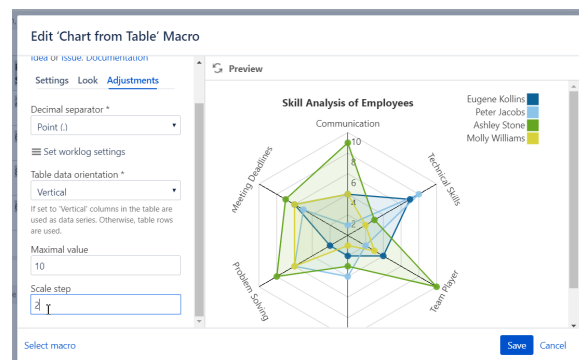 Edit 'Chart from Table' Macro
idea or issue. Documentation
Settings Look Adjustments
Decimal separator *
Point (.)
Set worklog settings
Table data orientation *
Vertical
If set to 'Vertical' columns in the table are
used as data series. Otherwise, table rows
are used.
Maximal value
10
Scale step
2
Select macro
Preview
Skill Analysis of Employees
Eugene Kollins
Peter Jacobs
Ashley Stone
Molly Williams
Communication
Technical Skills
Team Player
Problem Solving
Meeting Deadlines
10
8
6
4
2
Save Cancel